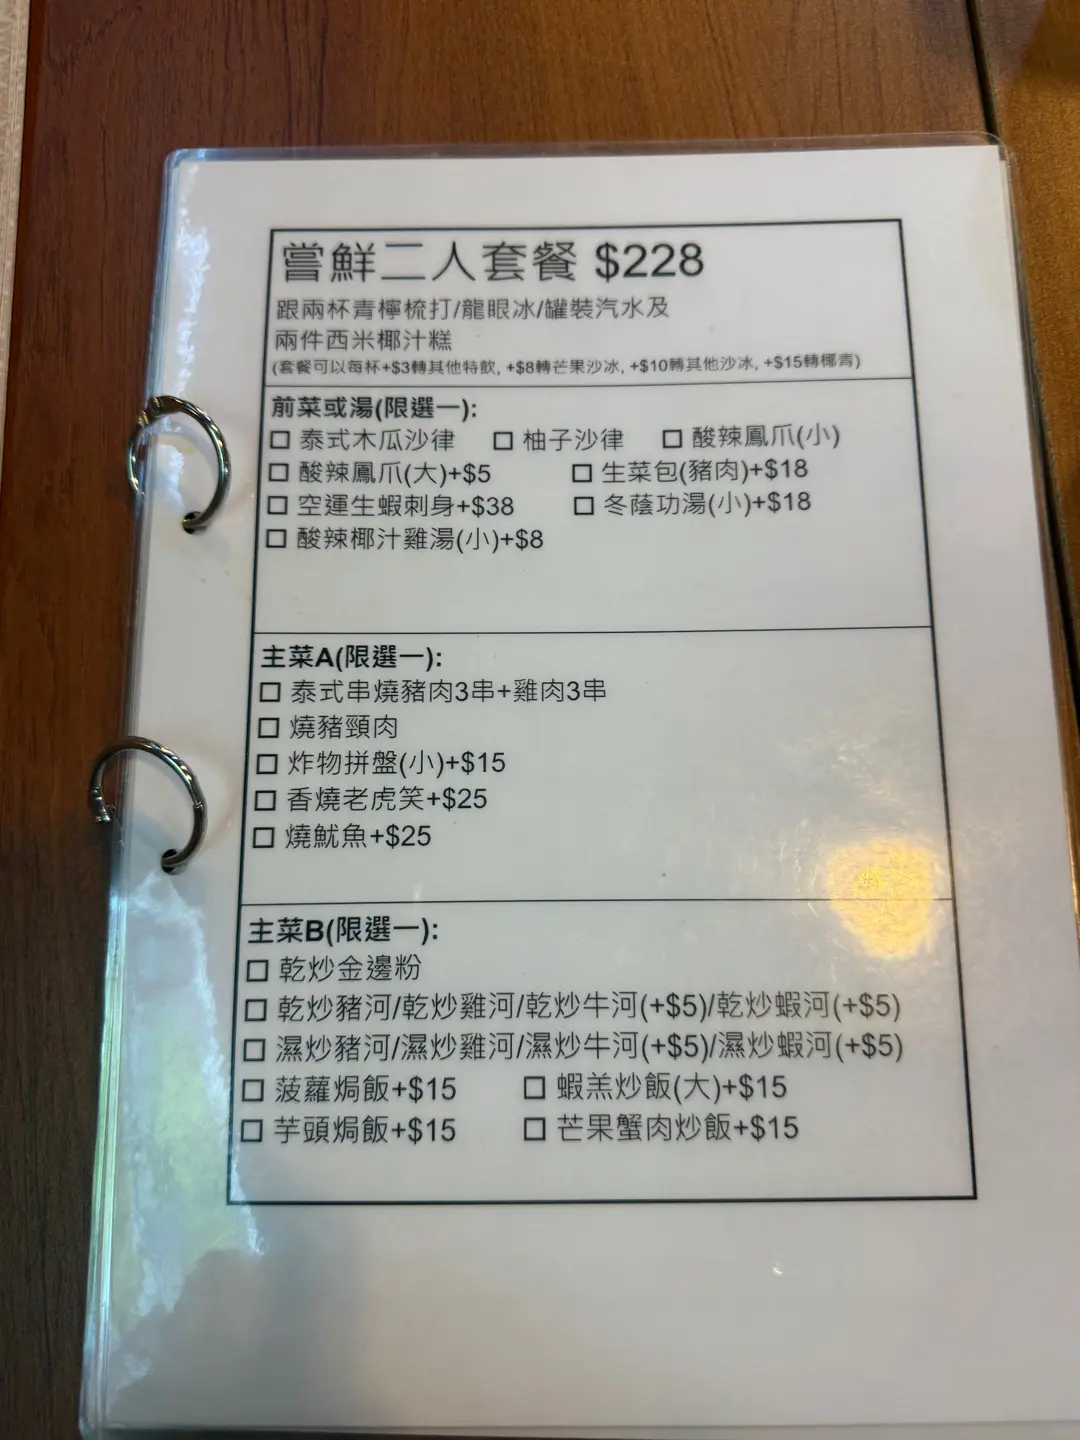 嘗鮮二人套餐 $228
跟兩杯青檸梳打/龍眼冰/罐裝汽水及
兩件西米椰汁糕
(套餐可以每杯+$3轉其他特飲, +$8轉芒果沙冰, +$10轉其他沙冰, +$15轉椰青)
前菜或湯(限選一):
☐ 泰式木瓜沙律 ☐ 柚子沙律 ☐ 酸辣鳳爪(小)
☐ 酸辣鳳爪(大)+$5 ☐ 生菜包(豬肉)+$18
☐ 空運生蝦刺身+$38 ☐ 冬蔭功湯(小)+$18
☐ 酸辣椰汁雞湯(小)+$8
主菜A(限選一):
☐ 泰式串燒豬肉3串+雞肉3串
☐ 燒豬頸肉
☐ 炸物拼盤(小)+$15
☐ 香燒老虎笑+$25
☐ 燒魷魚+$25
主菜B(限選一):
☐ 乾炒金邊粉
☐ 乾炒豬河/乾炒雞河/乾炒牛河(+$5)/乾炒蝦河(+$5)
☐ 濕炒豬河/濕炒雞河/濕炒牛河(+$5)/濕炒蝦河(+$5)
☐ 菠蘿焗飯+$15 ☐ 蝦羔炒飯(大)+$15
☐ 芋頭焗飯+$15 ☐ 芒果蟹肉炒飯+$15